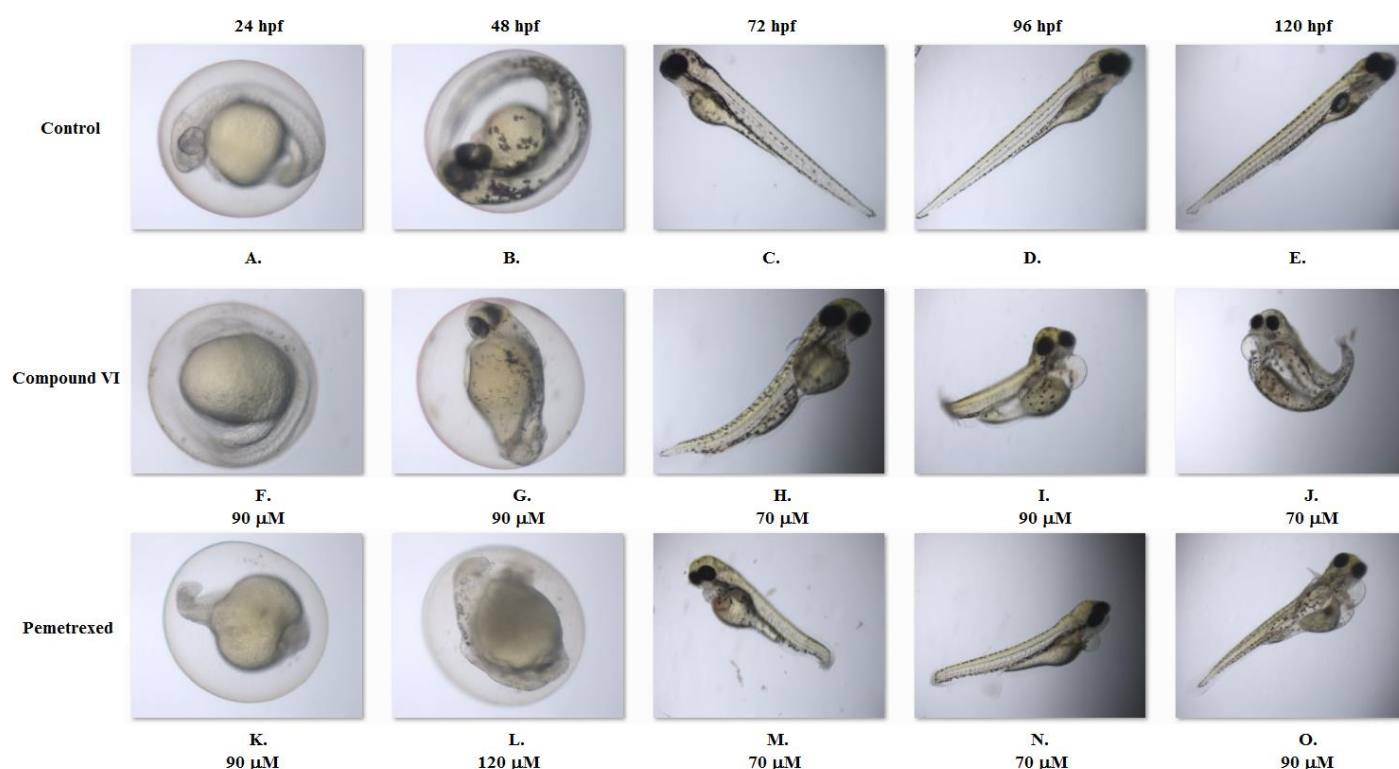 24 hpf 48 hpf 72 hpf 96 hpf 120 hpf
Control
A. B. C. D. E.
Compound VI
F. G. H. I. J.
90 µM 90 µM 70 µM 90 µM 70 µM
Pemetrexed
K. L. M. N. O.
90 µM 120 µM 70 µM 70 µM 90 µM